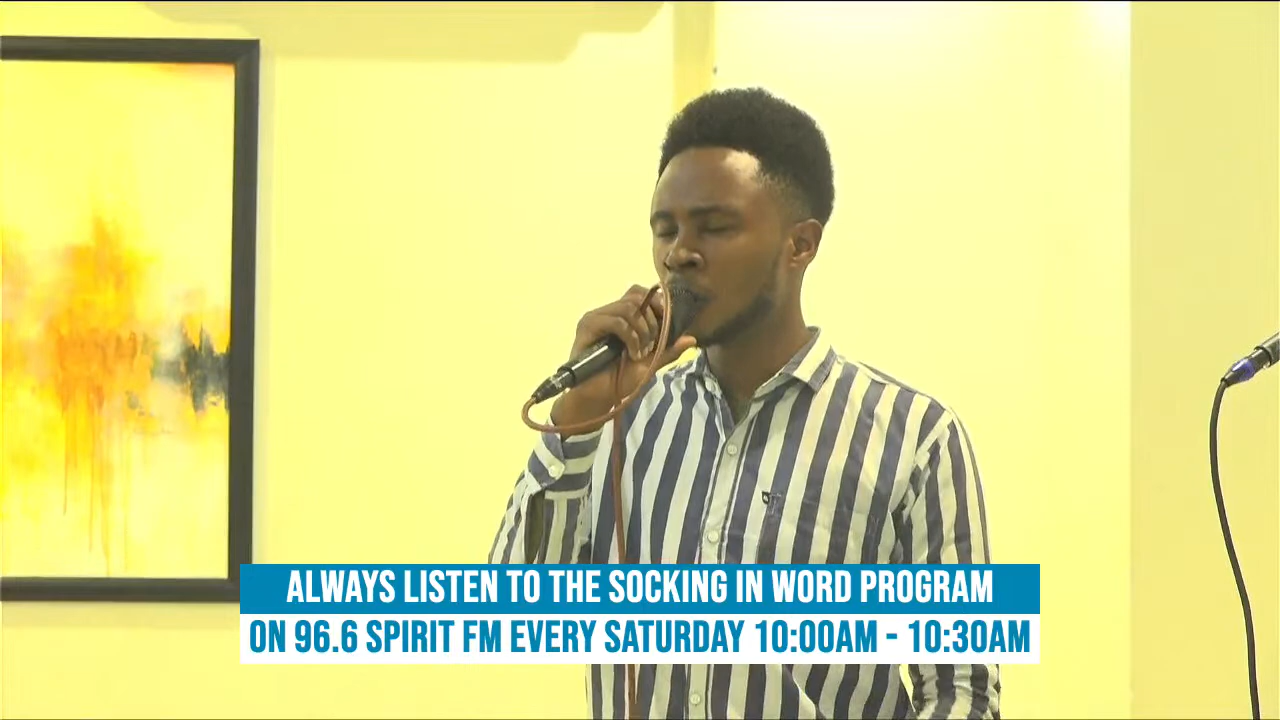 ALWAYS LISTEN TO THE SOCKING IN WORD PROGRAM
ON 96.6 SPIRIT FM EVERY SATURDAY 10:00AM - 10:30AM